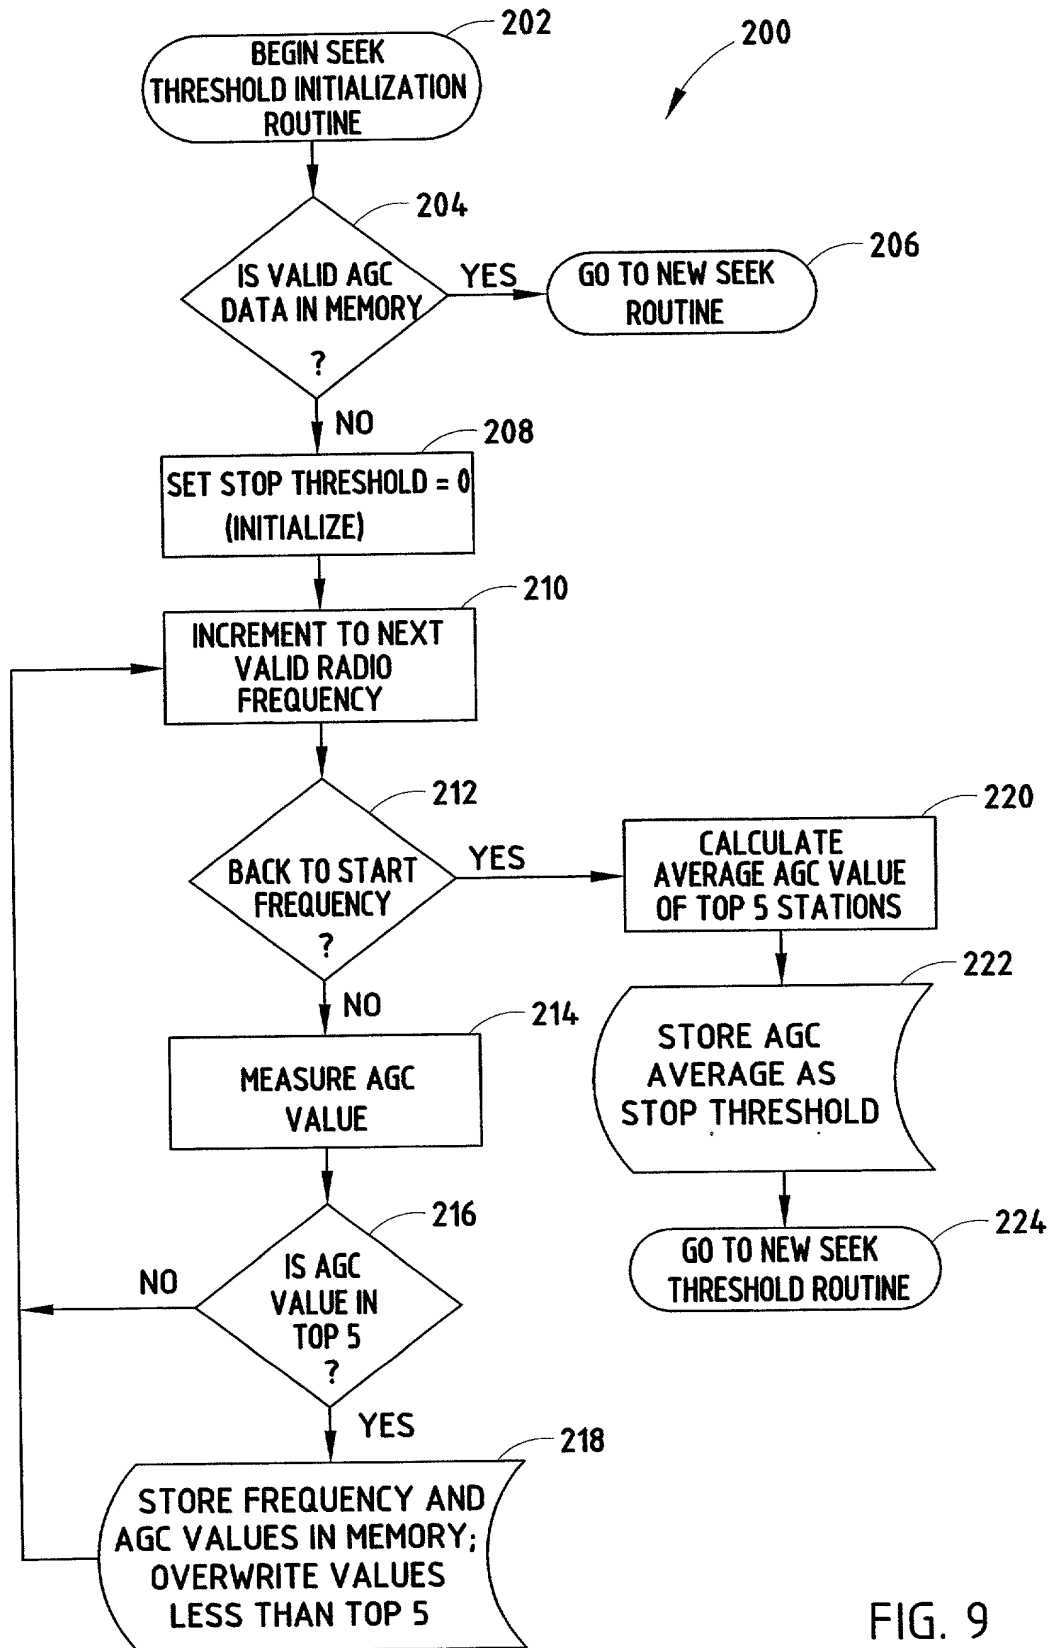 202
200
BEGIN SEEK
THRESHOLD INITIALIZATION
ROUTINE
204
206
IS VALID AGC
DATA IN MEMORY
?
YES
GO TO NEW SEEK
ROUTINE
NO
208
SET STOP THRESHOLD = 0
(INITIALIZE)
210
INCREMENT TO NEXT
VALID RADIO
FREQUENCY
212
BACK TO START
FREQUENCY
?
YES
220
CALCULATE
AVERAGE AGC VALUE
OF TOP 5 STATIONS
NO
222
STORE AGC
AVERAGE AS
STOP THRESHOLD
214
MEASURE AGC
VALUE
216
IS AGC
VALUE IN
TOP 5
?
NO
224
GO TO NEW SEEK
THRESHOLD ROUTINE
YES
218
STORE FREQUENCY AND
AGC VALUES IN MEMORY;
OVERWRITE VALUES
LESS THAN TOP 5
FIG. 9